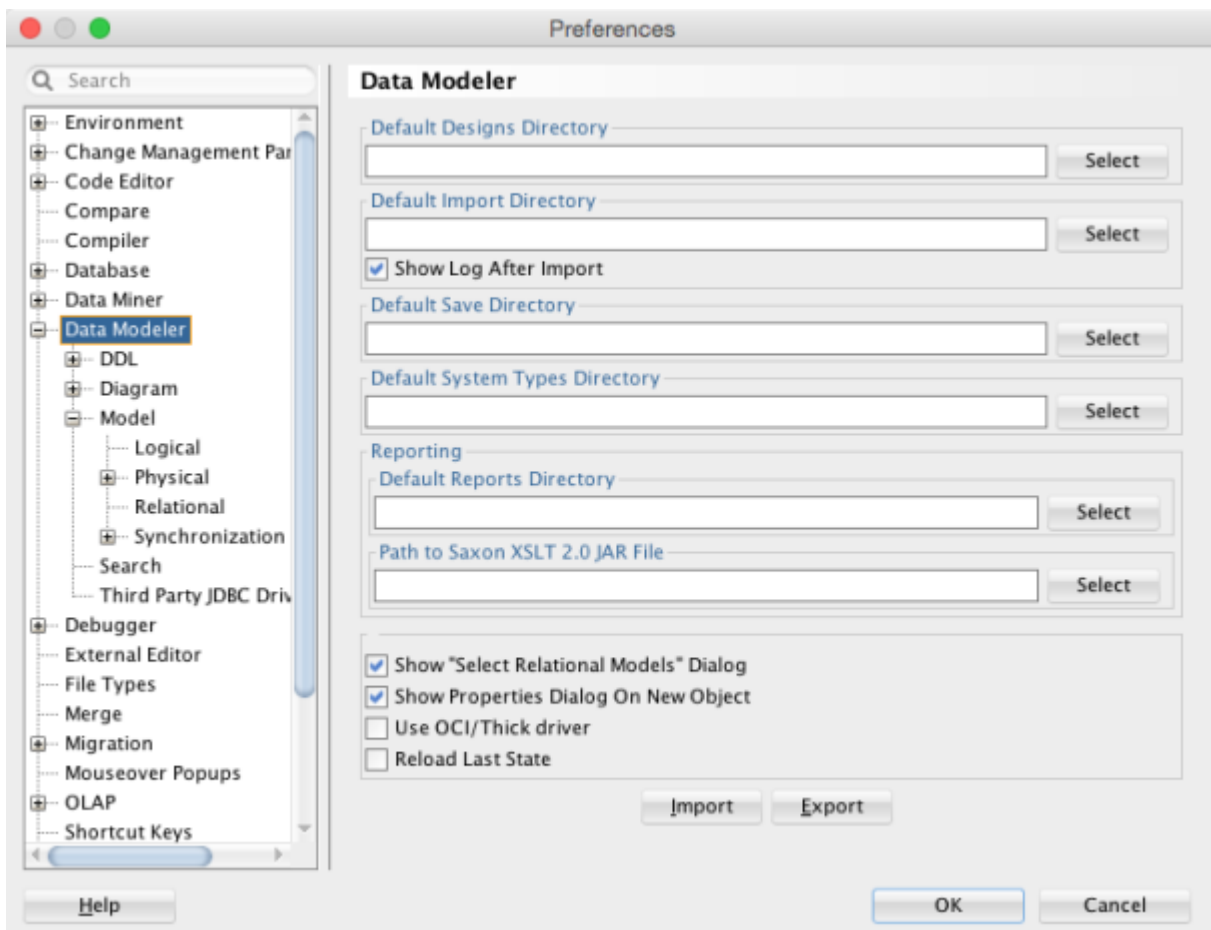 Preferences
Search
Environment
Change Management Par
Code Editor
Compare
Compiler
Database
Data Miner
Data Modeler
DDL
Diagram
Model
Logical
Physical
Relational
Synchronization
Search
Third Party JDBC Driv
Debugger
External Editor
File Types
Merge
Migration
Mouseover Popups
OLAP
Shortcut Keys
Data Modeler
Default Designs Directory
Select
Default Import Directory
Select
Show Log After Import
Default Save Directory
Select
Default System Types Directory
Select
Reporting
Default Reports Directory
Select
Path to Saxon XSLT 2.0 JAR File
Select
Show "Select Relational Models" Dialog
Show Properties Dialog On New Object
Use OCI/Thick driver
Reload Last State
Import Export
Help OK Cancel